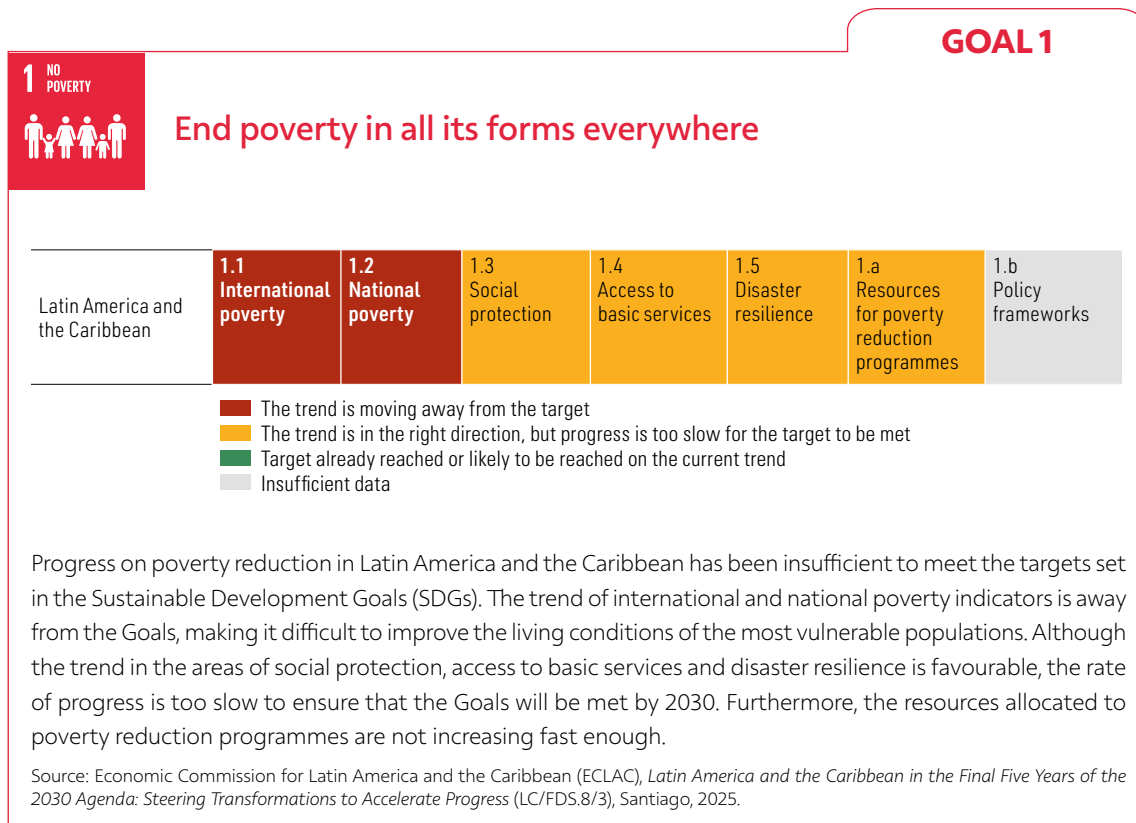 GOAL 1
1 NO
POVERTY
End poverty in all its forms everywhere
Latin America and
the Caribbean
1.1
International
poverty
1.2
National
poverty
1.3
Social
protection
1.4
Access to
basic services
1.5
Disaster
resilience
1.a
Resources
for poverty
reduction
programmes
1.b
Policy
frameworks
The trend is moving away from the target
The trend is in the right direction, but progress is too slow for the target to be met
Target already reached or likely to be reached on the current trend
Insufficient data
Progress on poverty reduction in Latin America and the Caribbean has been insufficient to meet the targets set
in the Sustainable Development Goals (SDGs). The trend of international and national poverty indicators is away
from the Goals, making it difficult to improve the living conditions of the most vulnerable populations. Although
the trend in the areas of social protection, access to basic services and disaster resilience is favourable, the rate
of progress is too slow to ensure that the Goals will be met by 2030. Furthermore, the resources allocated to
poverty reduction programmes are not increasing fast enough.
Source: Economic Commission for Latin America and the Caribbean (ECLAC), Latin America and the Caribbean in the Final Five Years of the
2030 Agenda: Steering Transformations to Accelerate Progress (LC/FDS.8/3), Santiago, 2025.